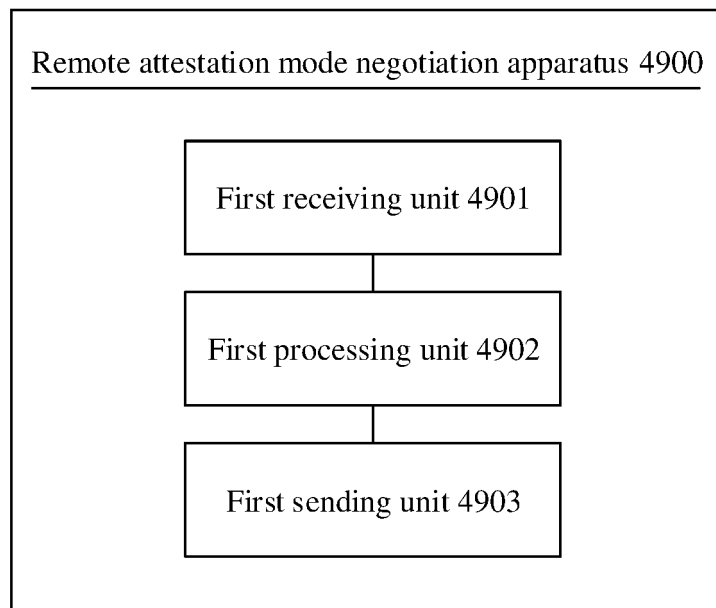 Remote attestation mode negotiation apparatus 4900
First receiving unit 4901
First processing unit 4902
First sending unit 4903